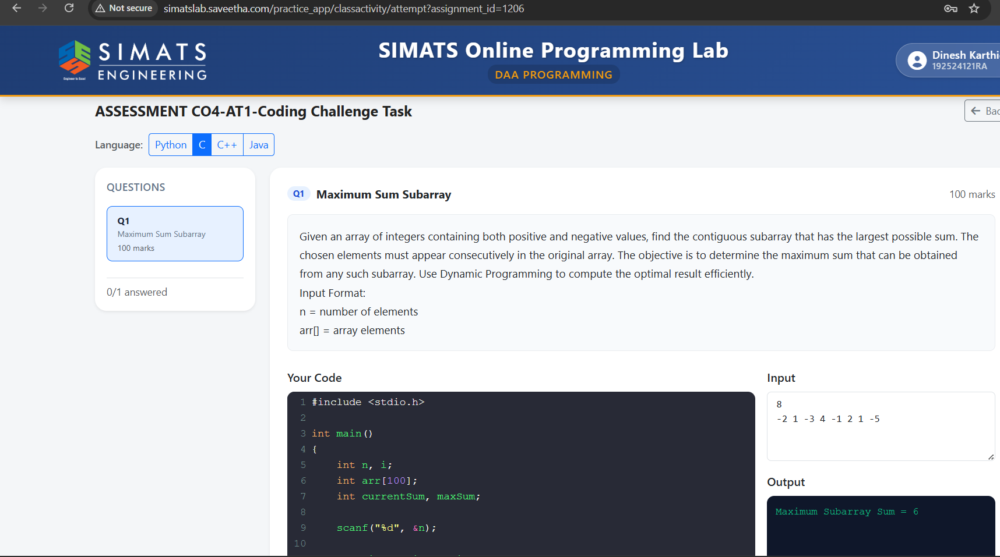 Not secure
simatslab.saveetha.com/practice_app/classactivity/attempt?assignment_id=1206
SIMATS
ENGINEERING
Engineer to Excel
SIMATS Online Programming Lab
DAA PROGRAMMING
Dinesh Karthi
192524121RA
ASSESSMENT CO4-AT1-Coding Challenge Task
Bac
Language:
Python
C
C++
Java
QUESTIONS
Q1
Maximum Sum Subarray
100 marks
0/1 answered
Q1 Maximum Sum Subarray
100 marks
Given an array of integers containing both positive and negative values, find the contiguous subarray that has the largest possible sum. The
chosen elements must appear consecutively in the original array. The objective is to determine the maximum sum that can be obtained
from any such subarray. Use Dynamic Programming to compute the optimal result efficiently.
Input Format:
n = number of elements
arr[] = array elements
Your Code
1 #include <stdio.h>
2
3 int main()
4 {
5     int n, i;
6     int arr[100];
7     int currentSum, maxSum;
8
9     scanf("%d", &n);
10
Input
8
-2 1 -3 4 -1 2 1 -5
Output
Maximum Subarray Sum = 6